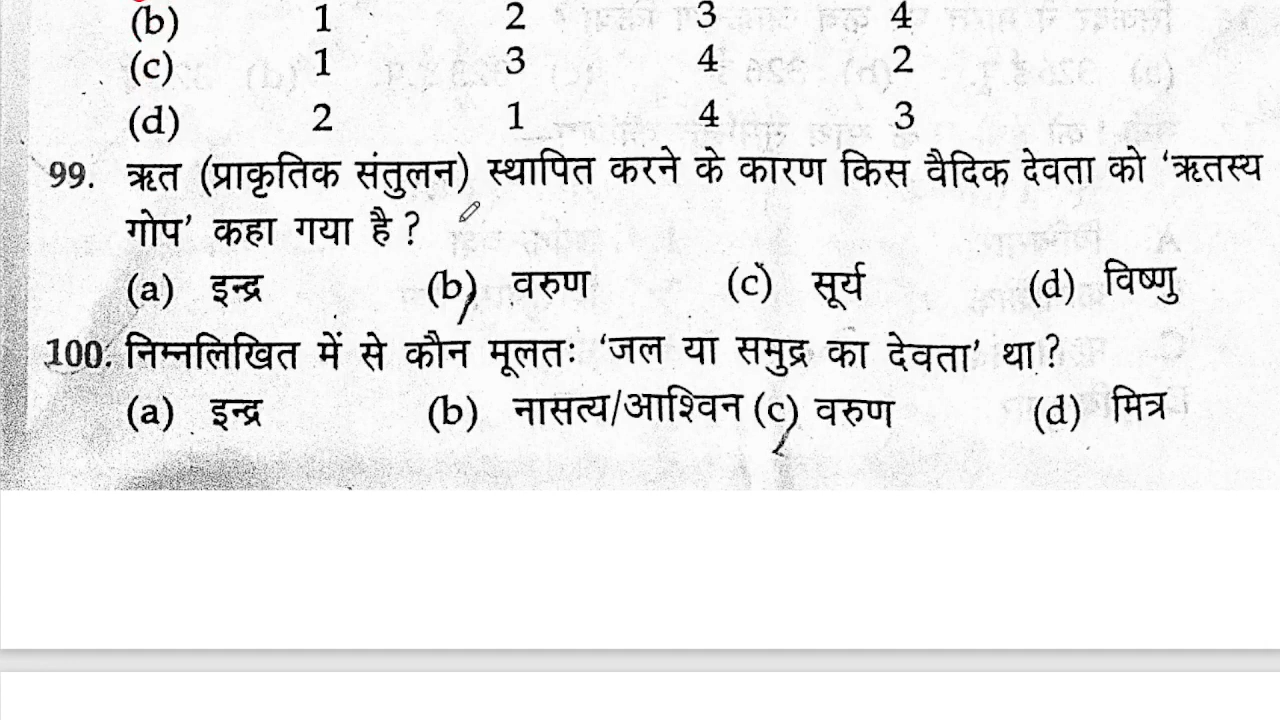 (b) 1 2 3 4
(c) 1 3 4 2
(d) 2 1 4 3
99. ऋत (प्राकृतिक संतुलन) स्थापित करने के कारण किस वैदिक देवता को ‘ऋतस्य
गोप’ कहा गया है ?
(a) इन्द्र (b) वरुण (c) सूर्य (d) विष्णु
100. निम्नलिखित में से कौन मूलतः ‘जल या समुद्र का देवता’ था ?
(a) इन्द्र (b) नासत्य/आश्विन (c) वरुण (d) मित्र